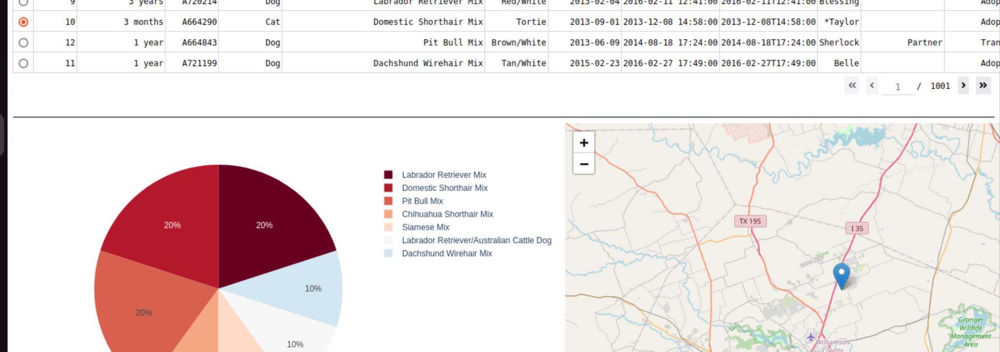 9 3 years A720214 Dog Labrador Retriever Mix Red/White 2013-02-04 2016-02-11 12:41:00 2016-02-11T12:41:00 Blessing Adop
10 3 months A664290 Cat Domestic Shorthair Mix Tortie 2013-09-01 2013-12-08 14:58:00 2013-12-08T14:58:00 *Taylor Adop
12 1 year A664843 Dog Pit Bull Mix Brown/White 2013-06-09 2014-08-18 17:24:00 2014-08-18T17:24:00 Sherlock Partner Tran
11 1 year A721199 Dog Dachshund Wirehair Mix Tan/White 2015-02-23 2016-02-27 17:49:00 2016-02-27T17:49:00 Belle Adop
« ‹ 1 / 1001 › »
Labrador Retriever Mix
Domestic Shorthair Mix
Pit Bull Mix
Chihuahua Shorthair Mix
Siamese Mix
Labrador Retriever/Australian Cattle Dog
Dachshund Wirehair Mix
20%
20%
10%
20%
10%
+
−
TX 195
I 35
Granger
Wildlife
Management
Area
Williamson
County